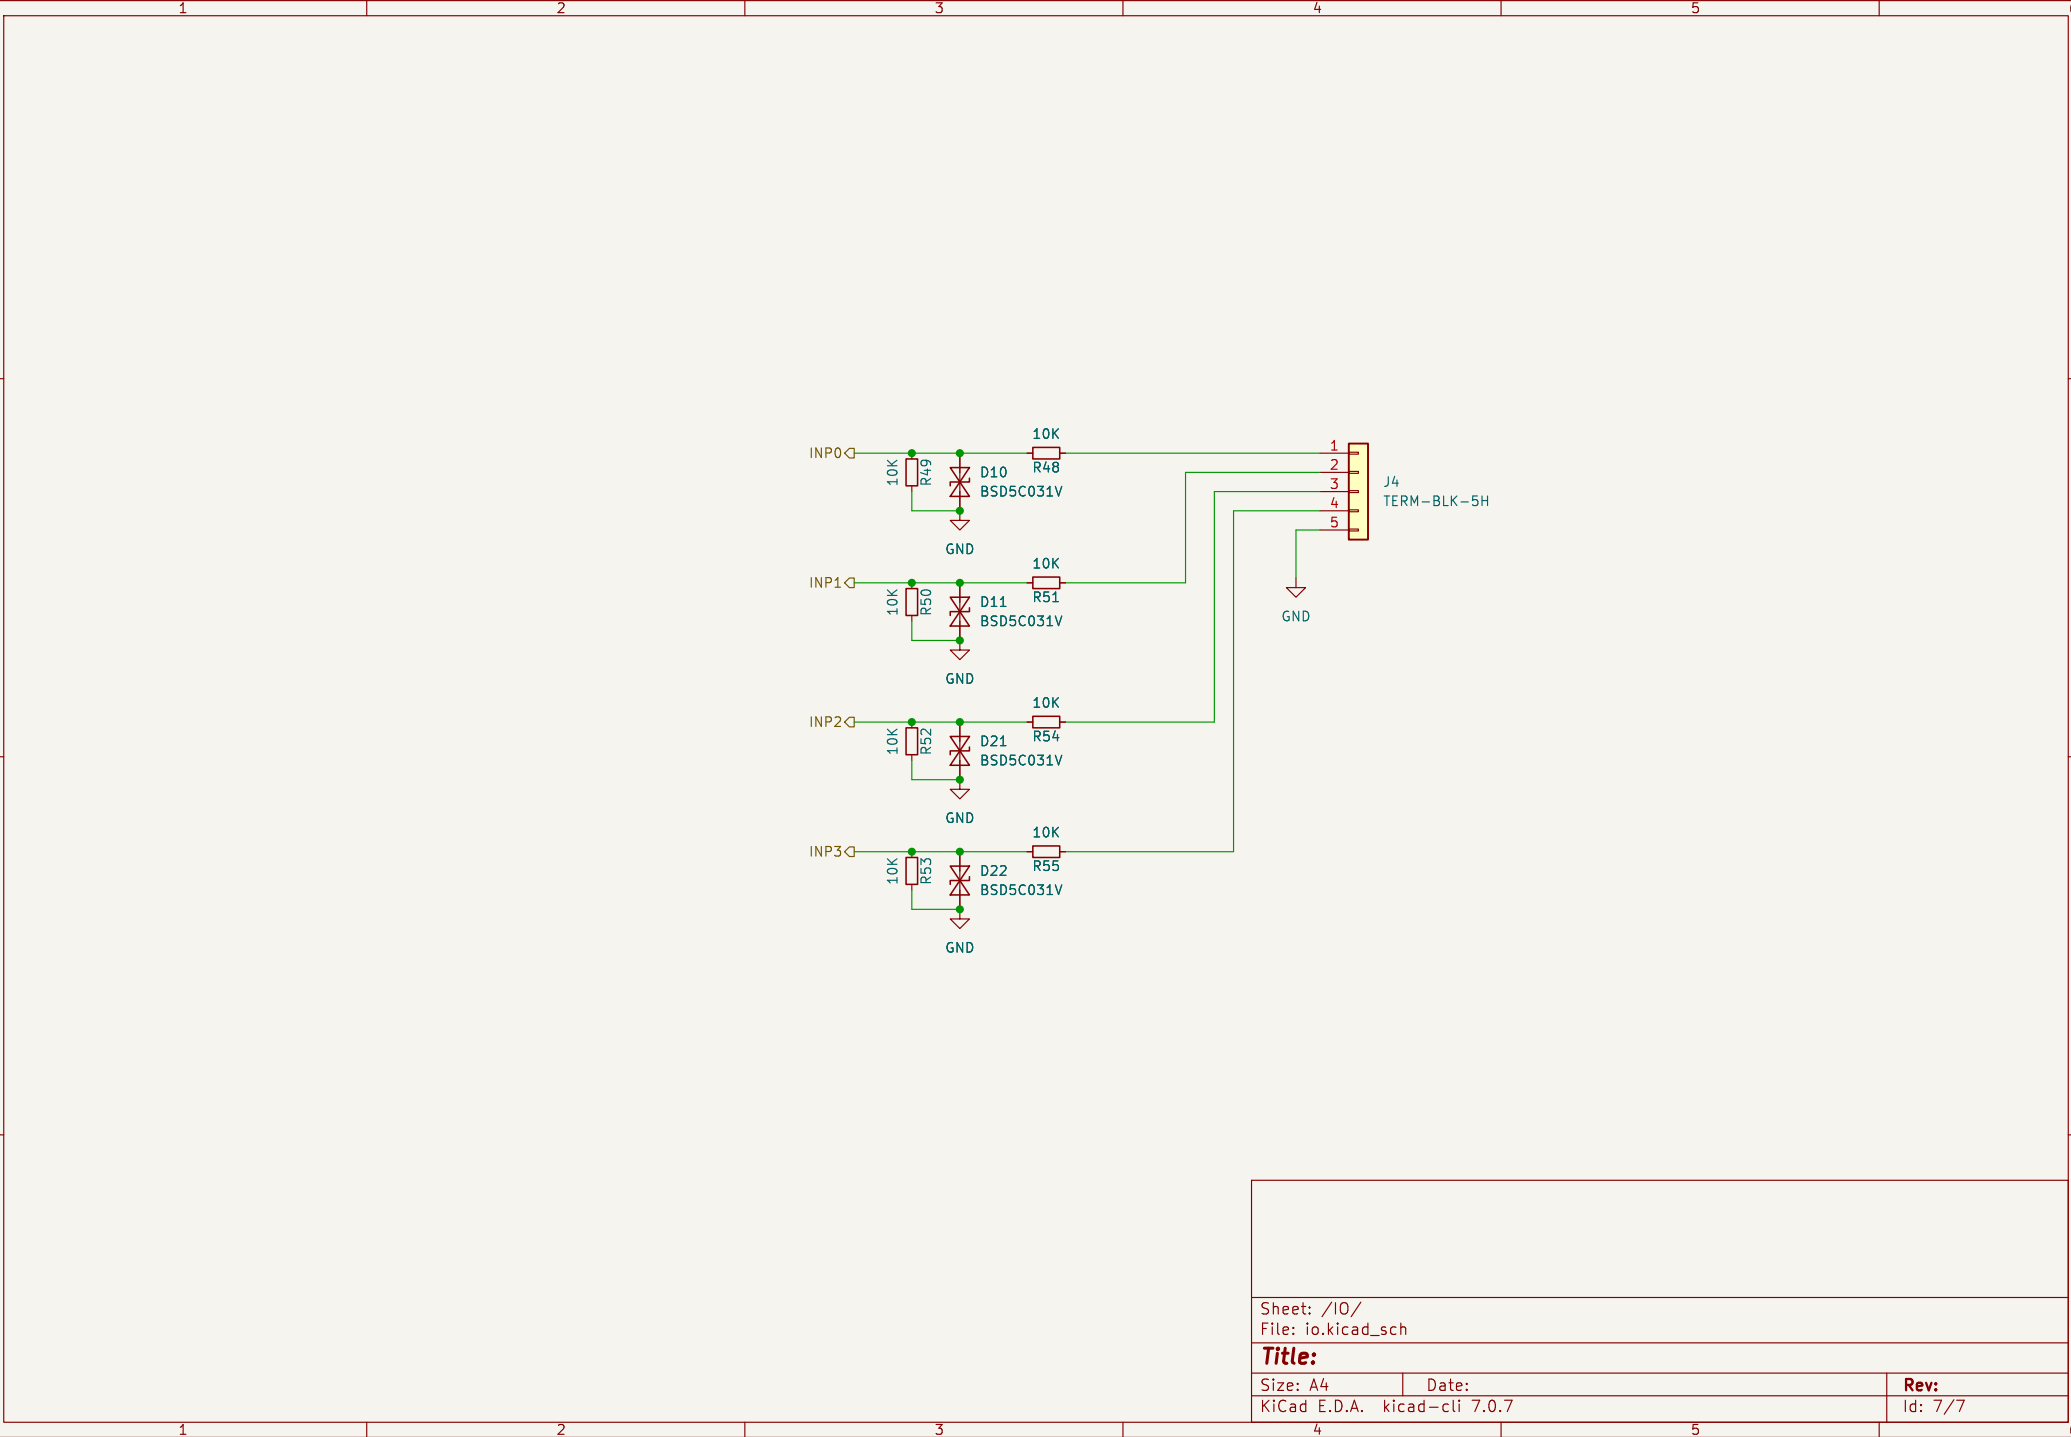 1 2 3 4 5
10K
INP0
10K
R49
D10
BSD5C031V
R48
GND
1
2
3
4
5
J4
TERM-BLK-5H
GND
10K
INP1
10K
R50
D11
BSD5C031V
R51
GND
10K
INP2
10K
R52
D21
BSD5C031V
R54
GND
10K
INP3
10K
R53
D22
BSD5C031V
R55
GND
Sheet: /IO/
File: io.kicad_sch
Title:
Size: A4 Date: Rev:
KiCad E.D.A. kicad-cli 7.0.7 Id: 7/7
1 2 3 4 5